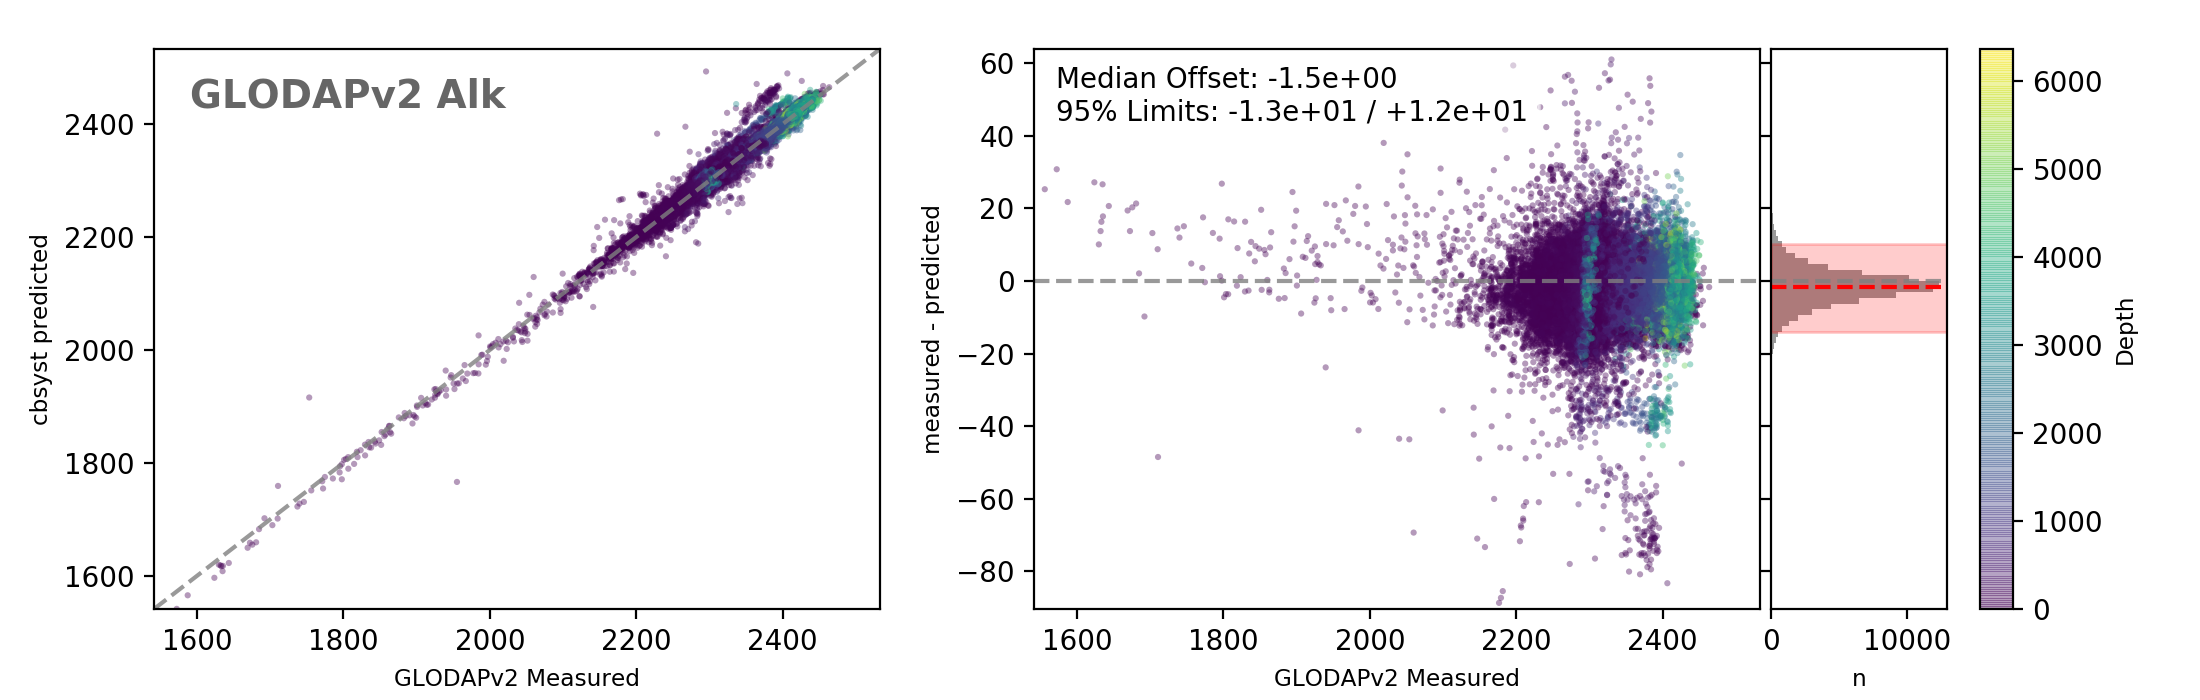 GLODAPv2 Alk
cbsyst predicted
2400
2200
2000
1800
1600
1600 1800 2000 2200 2400
GLODAPv2 Measured
Median Offset: -1.5e+00
95% Limits: -1.3e+01 / +1.2e+01
measured - predicted
60
40
20
0
−20
−40
−60
−80
1600 1800 2000 2200 2400
GLODAPv2 Measured
0 10000
n
6000
5000
4000
3000
2000
1000
0
Depth